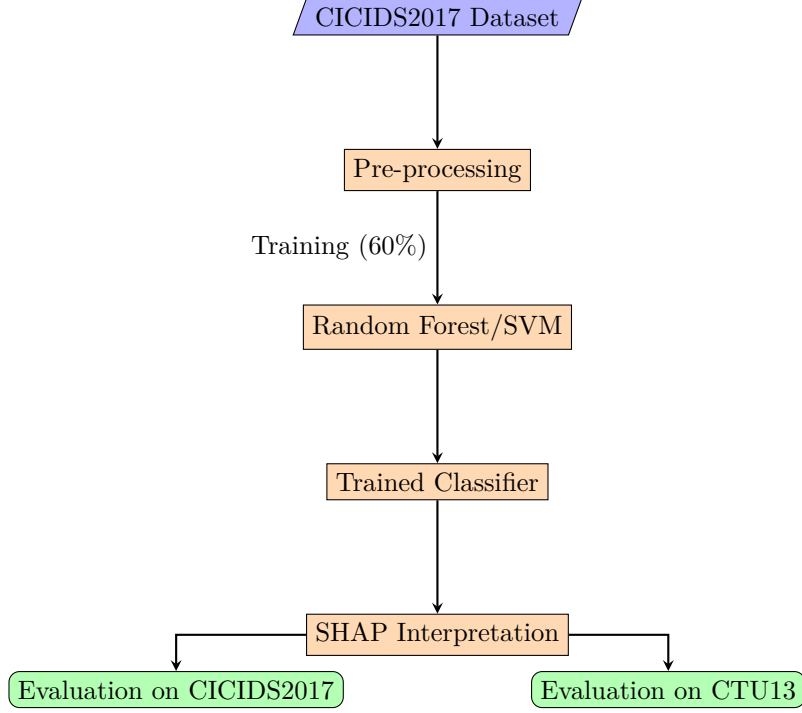 CICIDS2017 Dataset
Pre-processing
Training (60%)
Random Forest/SVM
Trained Classifier
SHAP Interpretation
Evaluation on CICIDS2017
Evaluation on CTU13